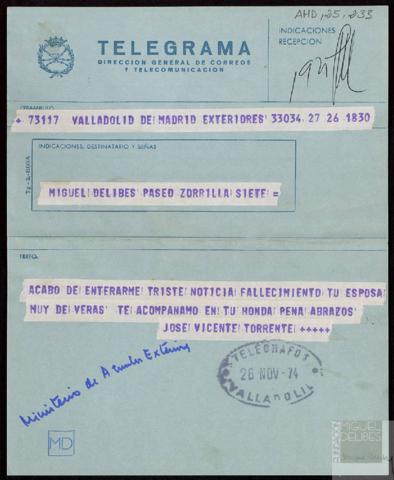 AHD,25,233
TELEGRAMA
DIRECCION GENERAL DE CORREOS
Y TELECOMUNICACION
INDICACIONES
RECEPCION
PREAMBULO
+ 73117 VALLADOLID DE MADRID EXTERIORES 33034 27 26 1830
INDICACIONES, DESTINATARIO Y SEÑAS
MIGUEL DELIBES PASEO ZORRILLA SIETE =
TEXTO:
ACABO DE ENTERARME TRISTE NOTICIA FALLECIMIENTO TU ESPOSA
MUY DE VERAS TE ACOMPANAMO EN TU HONDA PENA ABRAZOS
JOSE VICENTE TORRENTE +++++
TELEGRAFOS
26 NOV-74
VALLADOLID
Ministerio de Asuntos Exteriores
MD
MIGUEL
DELIBES